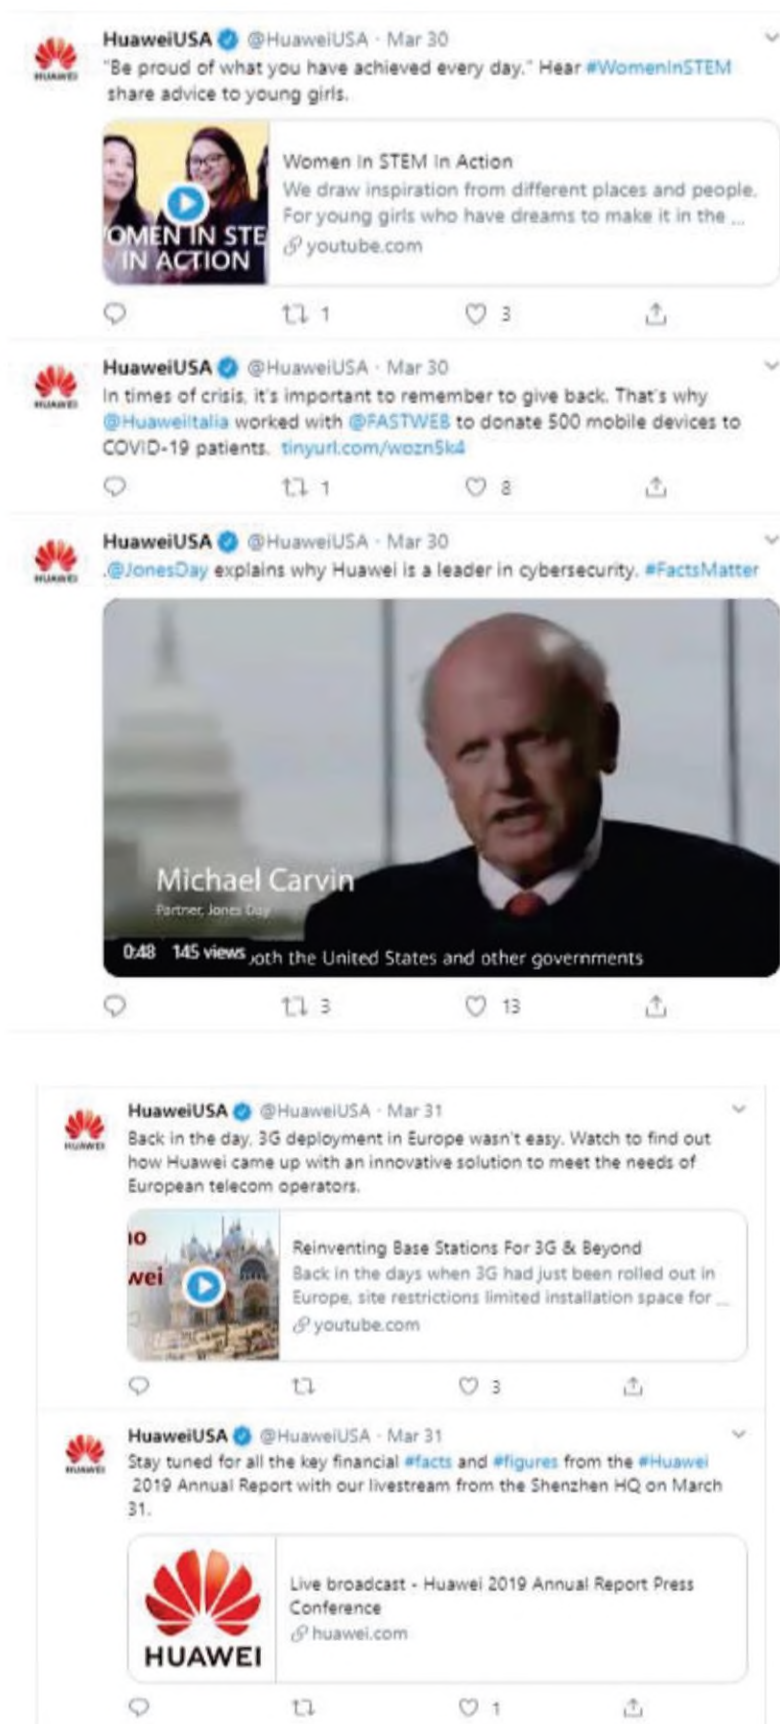 HuaweiUSA @HuaweiUSA · Mar 30
"Be proud of what you have achieved every day." Hear #WomenInSTEM
share advice to young girls.
OMEN IN STE
IN ACTION
Women In STEM In Action
We draw inspiration from different places and people.
For young girls who have dreams to make it in the ...
youtube.com
1 3
HUAWEI
HuaweiUSA @HuaweiUSA · Mar 30
In times of crisis, it's important to remember to give back. That's why
@HuaweiItalia worked with @FASTWEB to donate 500 mobile devices to
COVID-19 patients. tinyurl.com/wozn5k4
1 8
HUAWEI
HuaweiUSA @HuaweiUSA · Mar 30
.@JonesDay explains why Huawei is a leader in cybersecurity. #FactsMatter
HUAWEI
Michael Carvin
Partner, Jones Day
0:48 145 views oth the United States and other governments
3 13
HuaweiUSA @HuaweiUSA · Mar 31
HUAWEI
Back in the day, 3G deployment in Europe wasn't easy. Watch to find out
how Huawei came up with an innovative solution to meet the needs of
European telecom operators.
io
wei
Reinventing Base Stations For 3G & Beyond
Back in the days when 3G had just been rolled out in
Europe, site restrictions limited installation space for ...
youtube.com
3
HuaweiUSA @HuaweiUSA · Mar 31
HUAWEI
Stay tuned for all the key financial #facts and #figures from the #Huawei
2019 Annual Report with our livestream from the Shenzhen HQ on March
31.
HUAWEI
Live broadcast - Huawei 2019 Annual Report Press
Conference
huawei.com
1